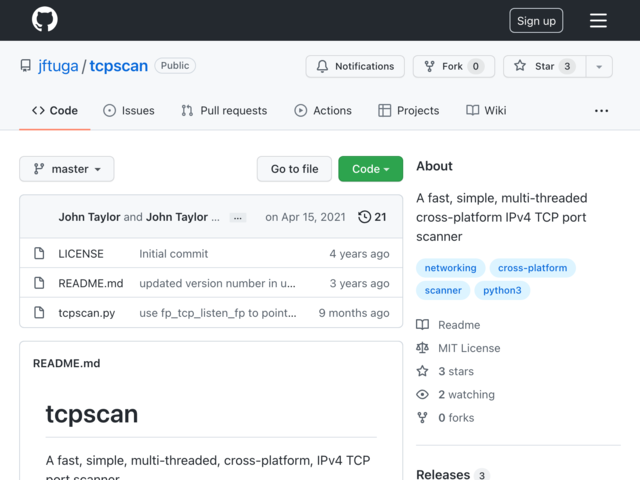 Sign up
jftuga / tcpscan Public
Notifications Fork 0 Star 3
Code Issues Pull requests Actions Projects Wiki ...
master Go to file Code
John Taylor and John Taylor ... ... on Apr 15, 2021 21
LICENSE Initial commit 4 years ago
README.md updated version number in u... 3 years ago
tcpscan.py use fp_tcp_listen_fp to point... 9 months ago
README.md
tcpscan
A fast, simple, multi-threaded, cross-platform, IPv4 TCP
port scanner
About
A fast, simple, multi-threaded
cross-platform IPv4 TCP port
scanner
networking cross-platform
scanner python3
Readme
MIT License
3 stars
2 watching
0 forks
Releases 3